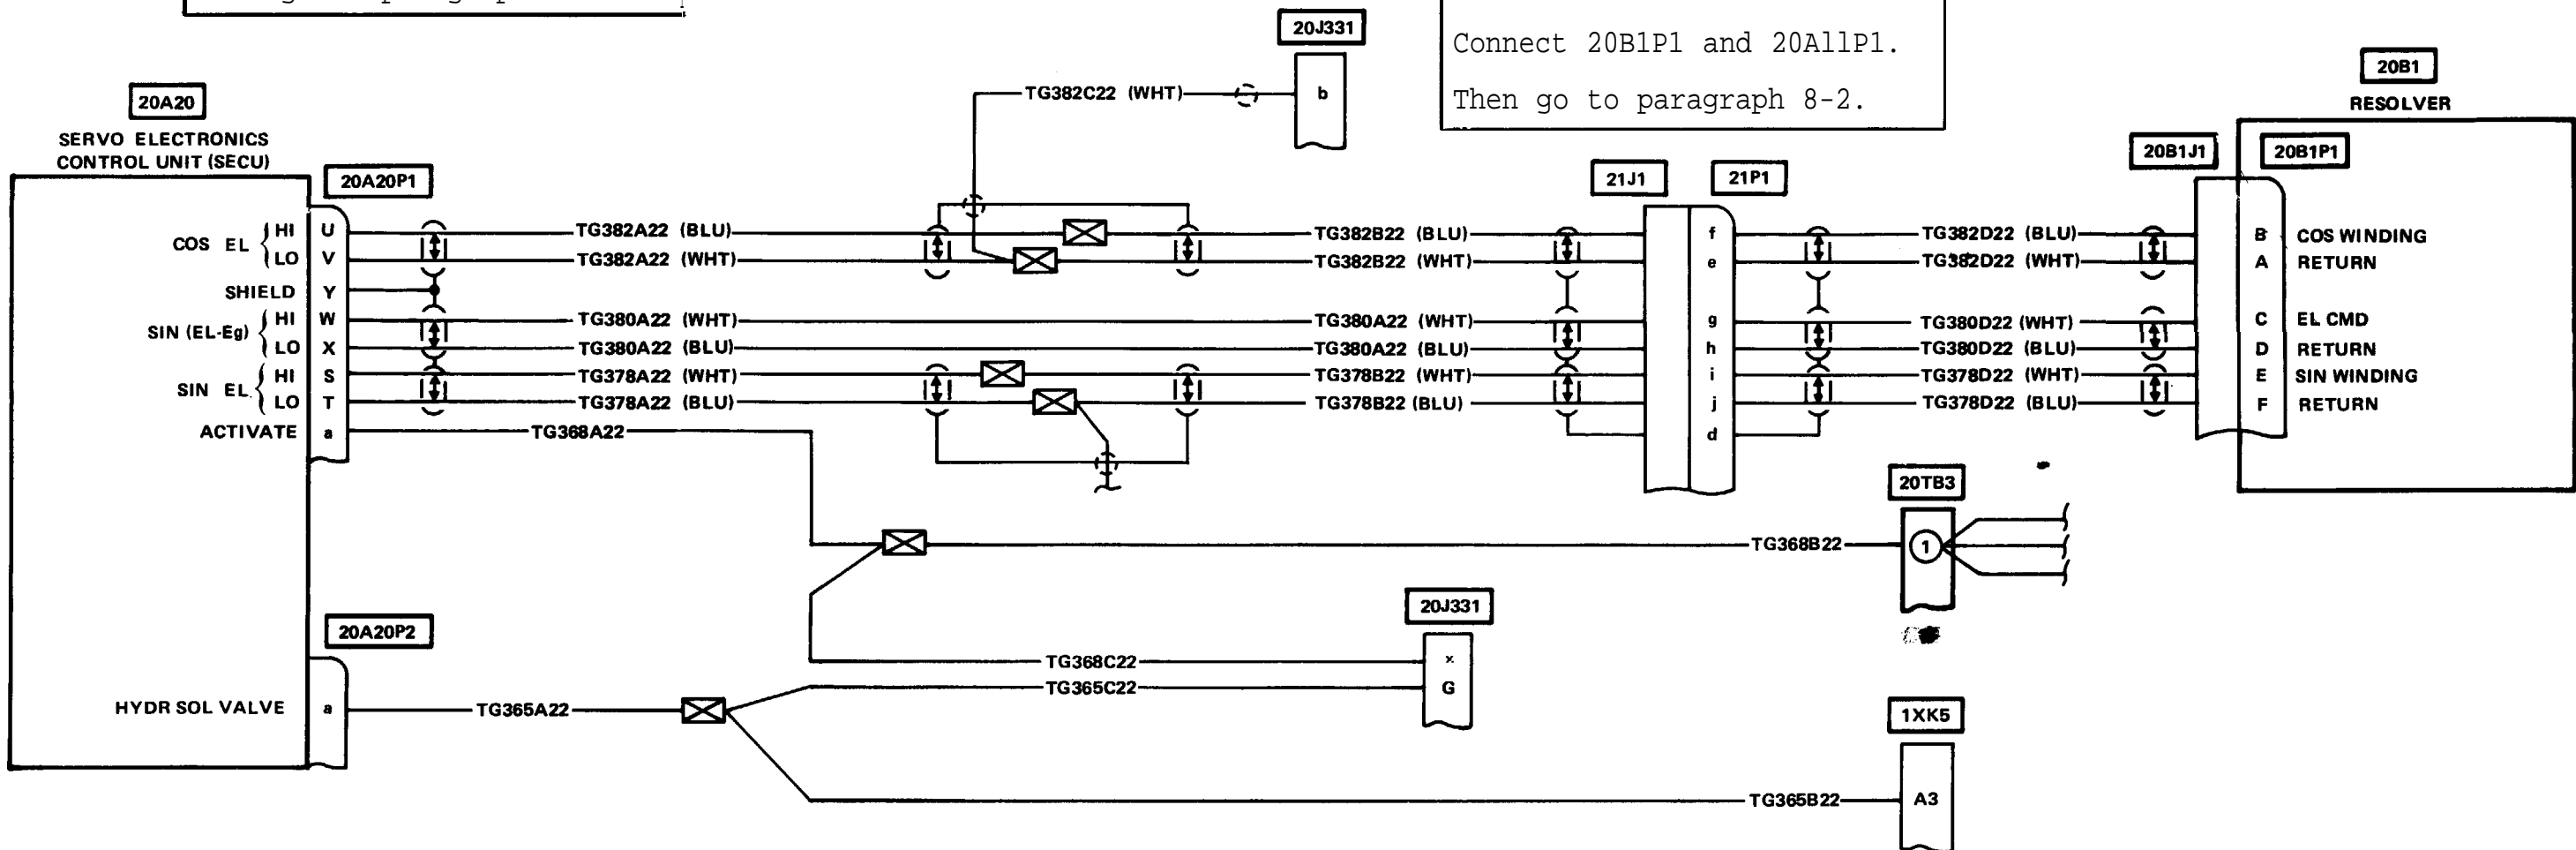 20J331
Connect 20B1P1 and 20A11P1.
Then go to paragraph 8-2.
20B1
RESOLVER
20A20
SERVO ELECTRONICS
CONTROL UNIT (SECU)
TG382C22 (WHT)
b
20A20P1
21J1
21P1
20B1J1
20B1P1
COS EL
HI
U
TG382A22 (BLU)
TG382B22 (BLU)
f
TG382D22 (BLU)
B
COS WINDING
LO
V
TG382A22 (WHT)
TG382B22 (WHT)
e
TG382D22 (WHT)
A
RETURN
SHIELD
Y
SIN (EL-Eg)
HI
W
TG380A22 (WHT)
TG380A22 (WHT)
g
TG380D22 (WHT)
C
EL CMD
LO
X
TG380A22 (BLU)
TG380A22 (BLU)
h
TG380D22 (BLU)
D
RETURN
SIN EL
HI
S
TG378A22 (WHT)
TG378B22 (WHT)
i
TG378D22 (WHT)
E
SIN WINDING
LO
T
TG378A22 (BLU)
TG378B22 (BLU)
j
TG378D22 (BLU)
F
RETURN
ACTIVATE
a
TG368A22
d
20TB3
TG368B22
1
20J331
20A20P2
TG368C22
x
TG365C22
G
HYDR SOL VALVE
a
TG365A22
1XK5
TG365B22
A3